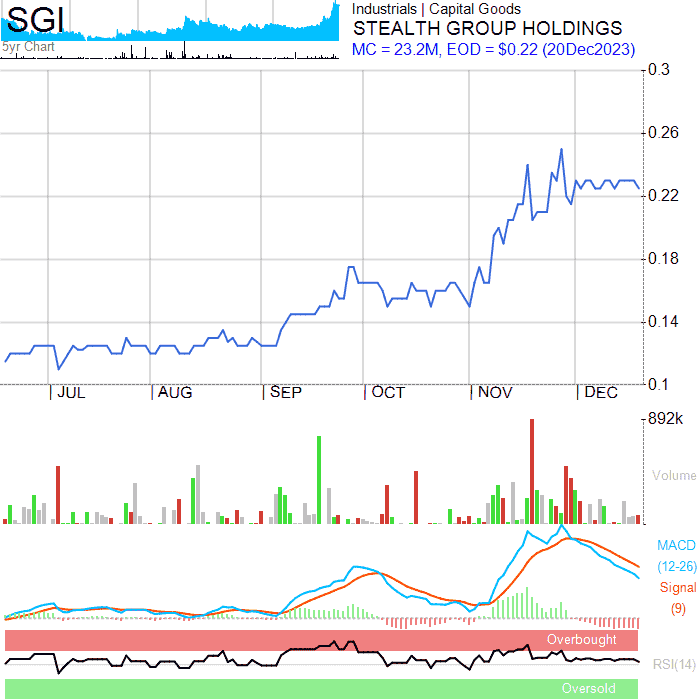 SGI
5yr Chart
Industrials | Capital Goods
STEALTH GROUP HOLDINGS
MC = 23.2M, EOD = $0.22 (20Dec2023)
0.3
0.26
0.22
0.18
0.14
0.1
JUL
AUG
SEP
OCT
NOV
DEC
892k
Volume
MACD
(12-26)
Signal
(9)
Overbought
RSI(14)
Oversold